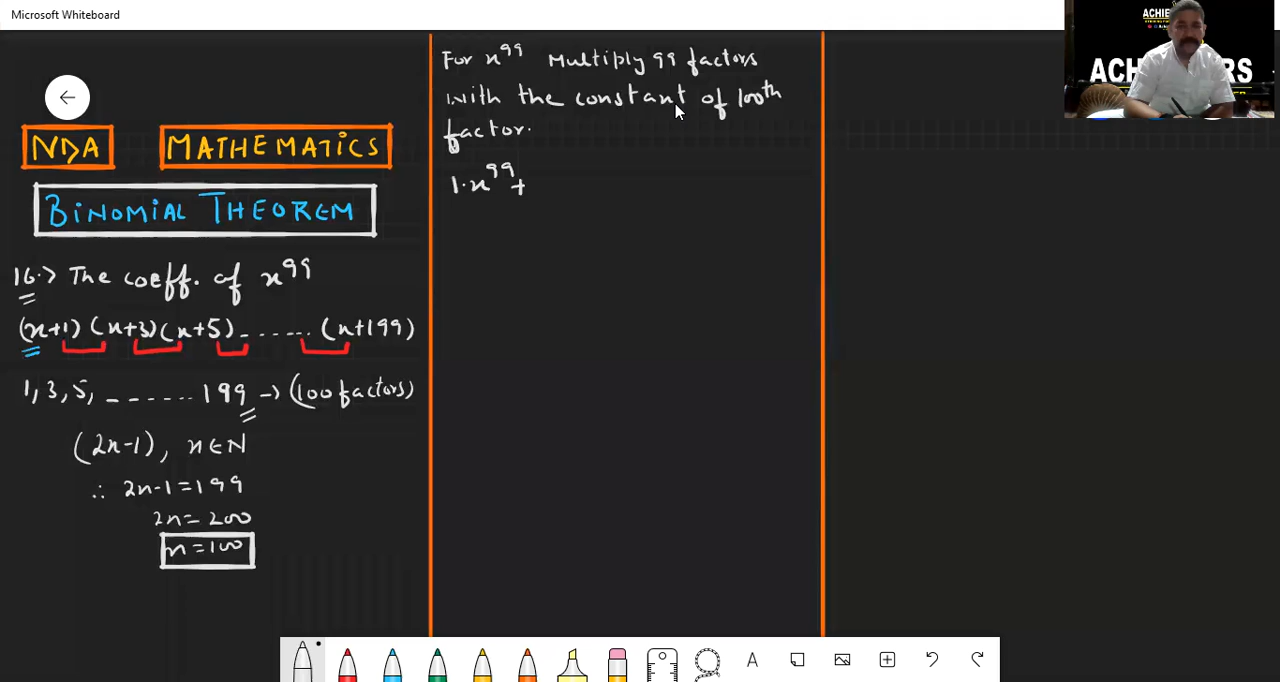 Microsoft Whiteboard
NDA MATHEMATICS
BINOMIAL THEOREM
16.> The coeff. of x^99
(x+1) (x+3)(x+5)- - - ..... (x+199)
1, 3, 5, _ _ _ ..... 199 -> (100 factors)
(2n-1), n∈N
∴ 2n-1=199
2n=200
n=100
For x^99 Multiply 99 factors
with the constant of 100th
factor.
1·x^99+
A